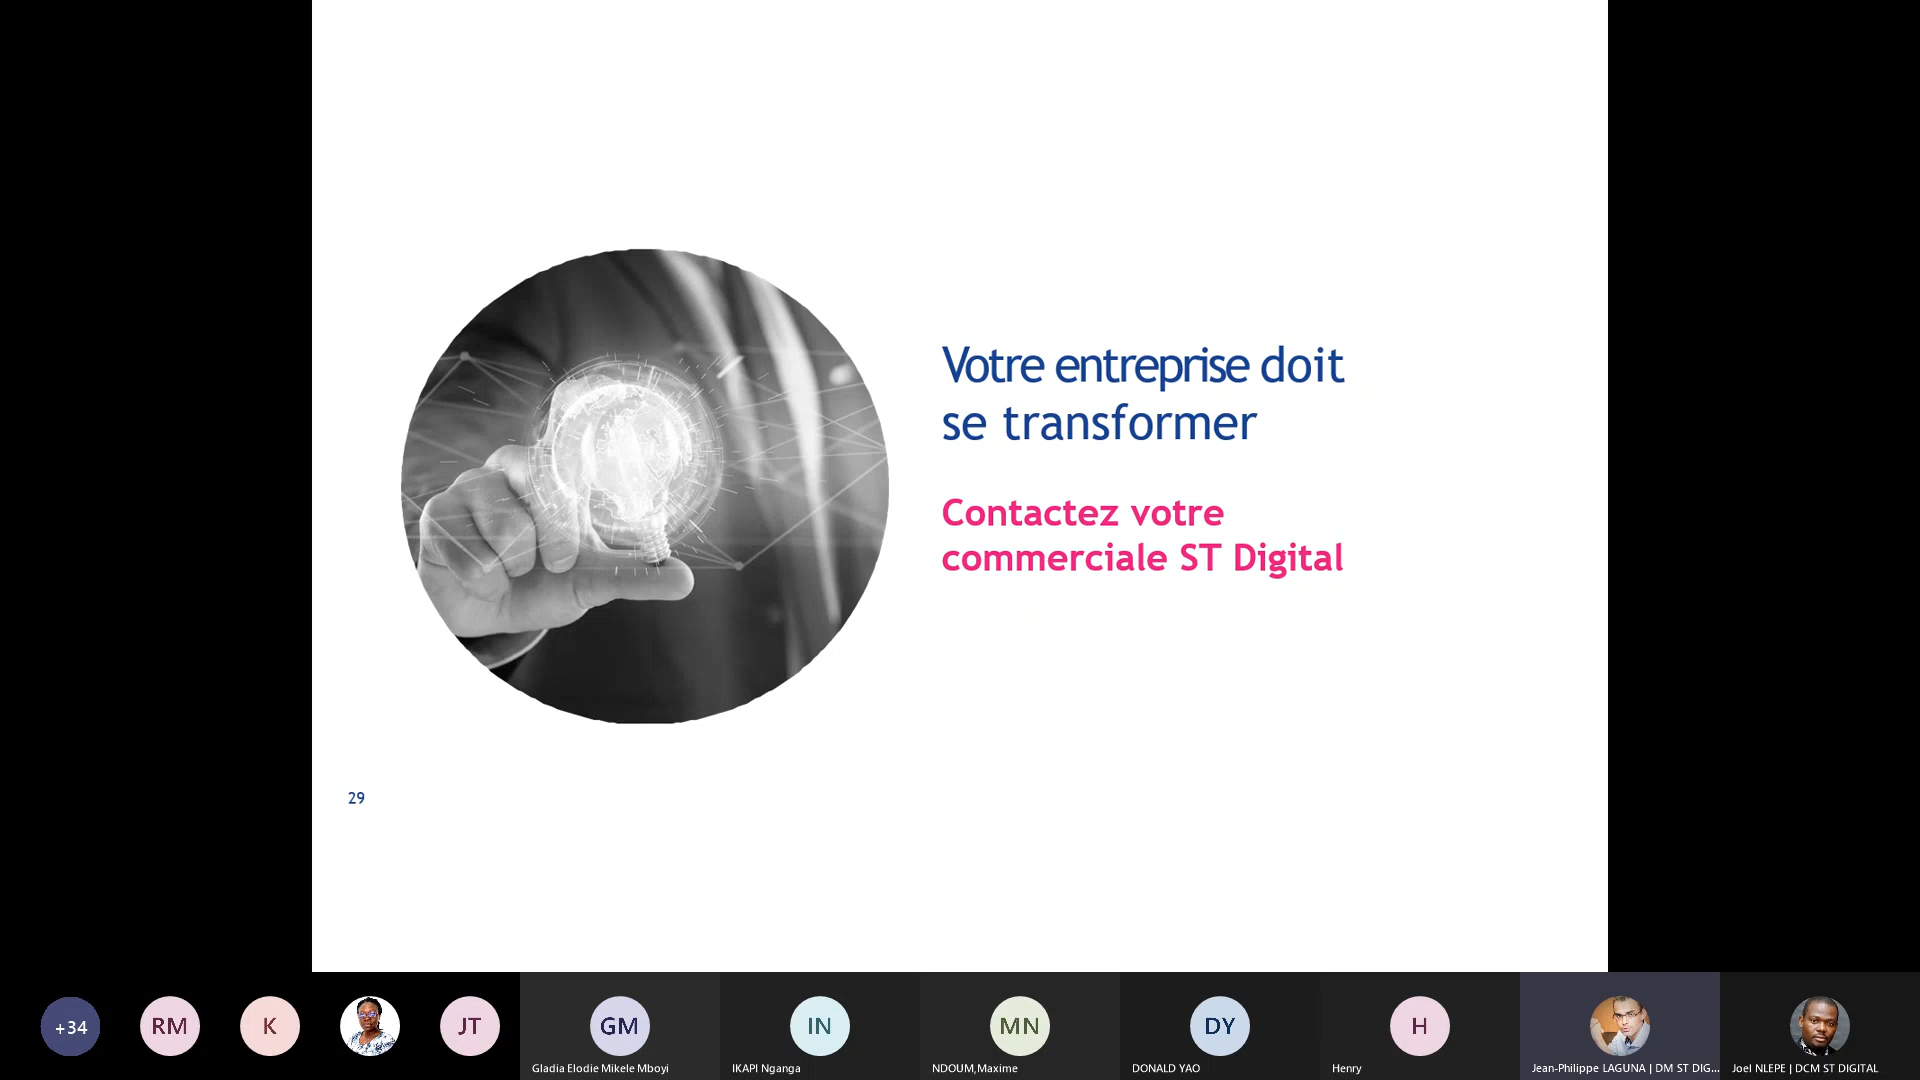 Votre entreprise doit
se transformer
Contactez votre
commerciale ST Digital
29
+34
RM
K
JT
GM
IN
MN
DY
H
Gladia Elodie Mikele Mboyi
IKAPI Nganga
NDOUM,Maxime
DONALD YAO
Henry
Jean-Philippe LAGUNA | DM ST DIG...
Joel NLEPE | DCM ST DIGITAL